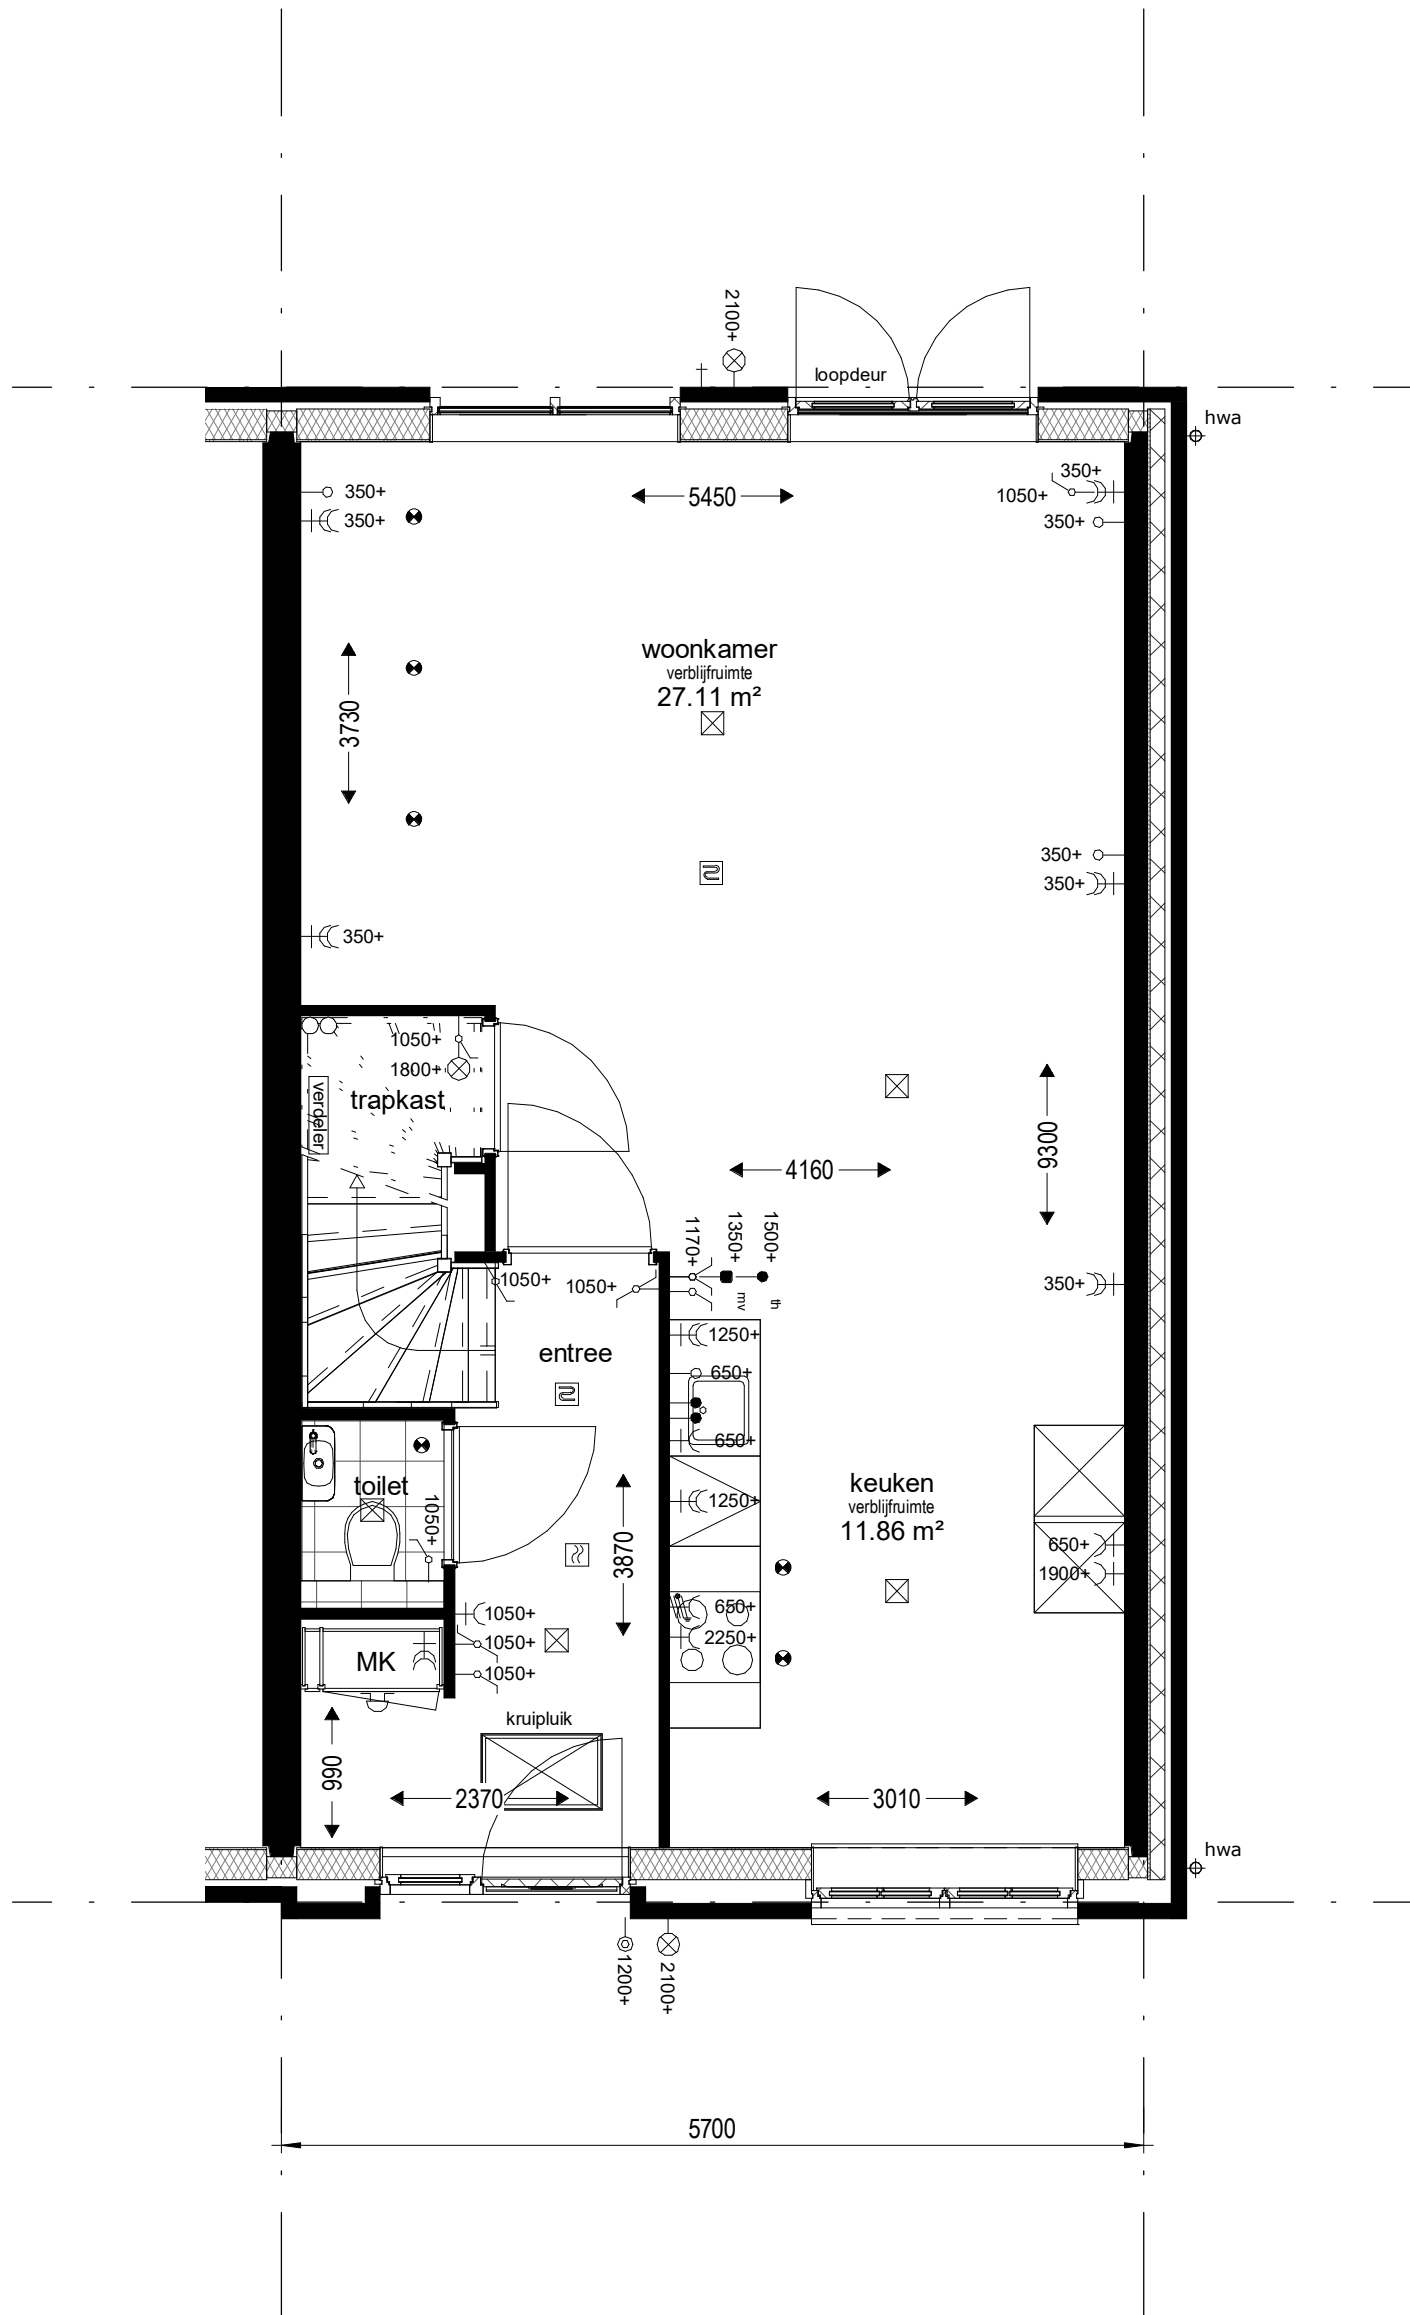 2100+
loopdeur
hwa
350+
350+
5450
350+
1050+
350+
woonkamer
verblijfruimte
27.11 m²
3730
350+
350+
350+
1050+
1800+
trapkast
verdeler
9300
4160
1170+
1350+
1500+
1050+
1050+
350+
mv
th
1250+
entree
650+
650+
toilet
1050+
1250+
keuken
verblijfruimte
11.86 m²
3870
650+
1900+
1050+
650+
1050+
2250+
MK
1050+
kruipluik
990
2370
3010
hwa
1200+
2100+
5700